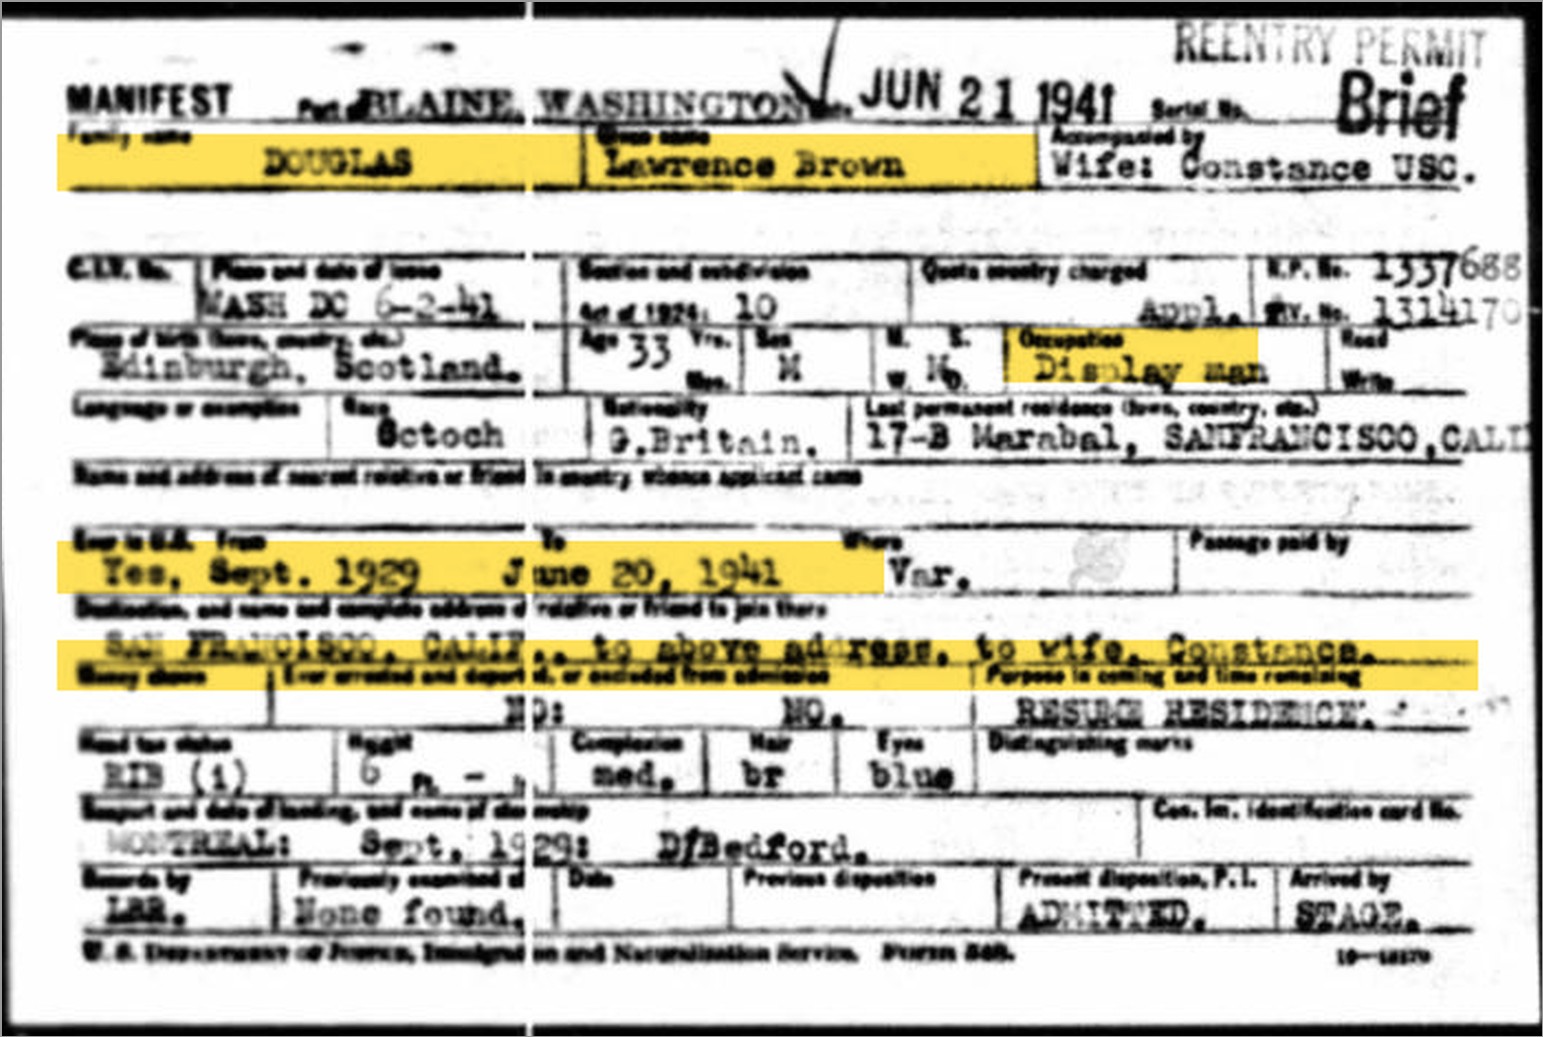 REENTRY PERMIT
MANIFEST Port of BLAINE, WASHINGTON Date JUN 21 1941 Serial No. Brief
Family name Given name Accompanied by
DOUGLAS Lawrence Brown Wife: Constance USC.
C.I.V. No. Place and date of issue Section and subdivision Quota country charged R.P. No. 1337688
WASH DC 6-2-41 Act of 1924: 10 Appl. 1314170
Place of birth (town, country, etc.) Age 33 Yrs. Sex M. S. Occupation Read
Edinburgh, Scotland. Mos. M W. D. Display man Write
Language or exemption Race Nationality Last permanent residence (town, country, etc.)
Sctoch G.Britain. 17-B Marabal, SANFRANCISCO,CALI
Name and address of nearest relative or friend in country whence applicant came
Ever in U.S. From To Where Passage paid by
Yes, Sept. 1929 June 20, 1941 Var.
Destination, and name and complete address of relative or friend to join there
SAN FRANCISCO, CALIF., to above address, to wife, Constance.
Money shown Ever arrested and deported, or excluded from admission Purpose in coming and time remaining
NO: NO. RESUME RESIDENCE.
Head tax status Height Complexion Hair Eyes Distinguishing marks
RIB (i) 6 Ft. - med. br blue
Seaport and date of landing, and name of steamship Con. Im. identification card No.
MONTREAL: Sept. 1929: D/Bedford.
Records by Previously examined at Date Previous disposition Present disposition, P. I. Arrived by
LBR. None found. ADMITTED. STAGE.
U. S. Department of Justice, Immigration and Naturalization Service. Form 548.